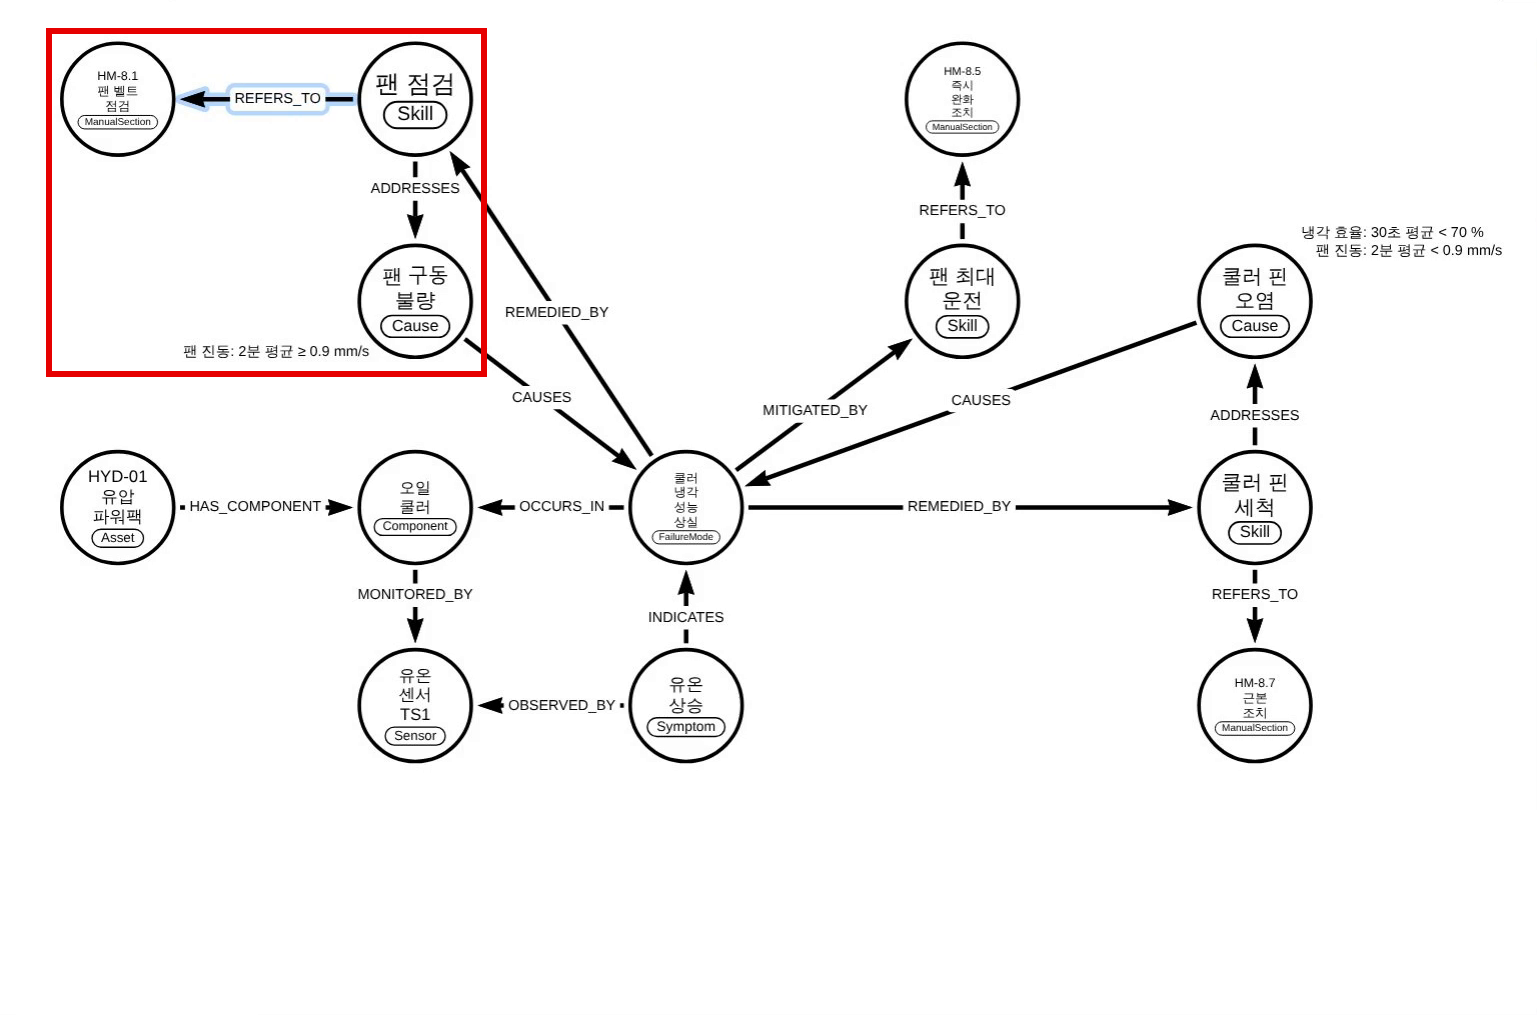 HM-8.1
팬 벨트
점검
ManualSection
REFERS_TO
팬 점검
Skill
HM-8.5
즉시
완화
조치
ManualSection
ADDRESSES
REFERS_TO
팬 구동
불량
Cause
팬 진동: 2분 평균 ≥ 0.9 mm/s
REMEDIED_BY
팬 최대
운전
Skill
냉각 효율: 30초 평균 < 70 %
팬 진동: 2분 평균 < 0.9 mm/s
쿨러 핀
오염
Cause
CAUSES
MITIGATED_BY
CAUSES
ADDRESSES
HYD-01
유압
파워팩
Asset
HAS_COMPONENT
오일
쿨러
Component
OCCURS_IN
쿨러
냉각
성능
상실
FailureMode
REMEDIED_BY
쿨러 핀
세척
Skill
MONITORED_BY
INDICATES
REFERS_TO
유온
센서
TS1
Sensor
OBSERVED_BY
유온
상승
Symptom
HM-8.7
근본
조치
ManualSection